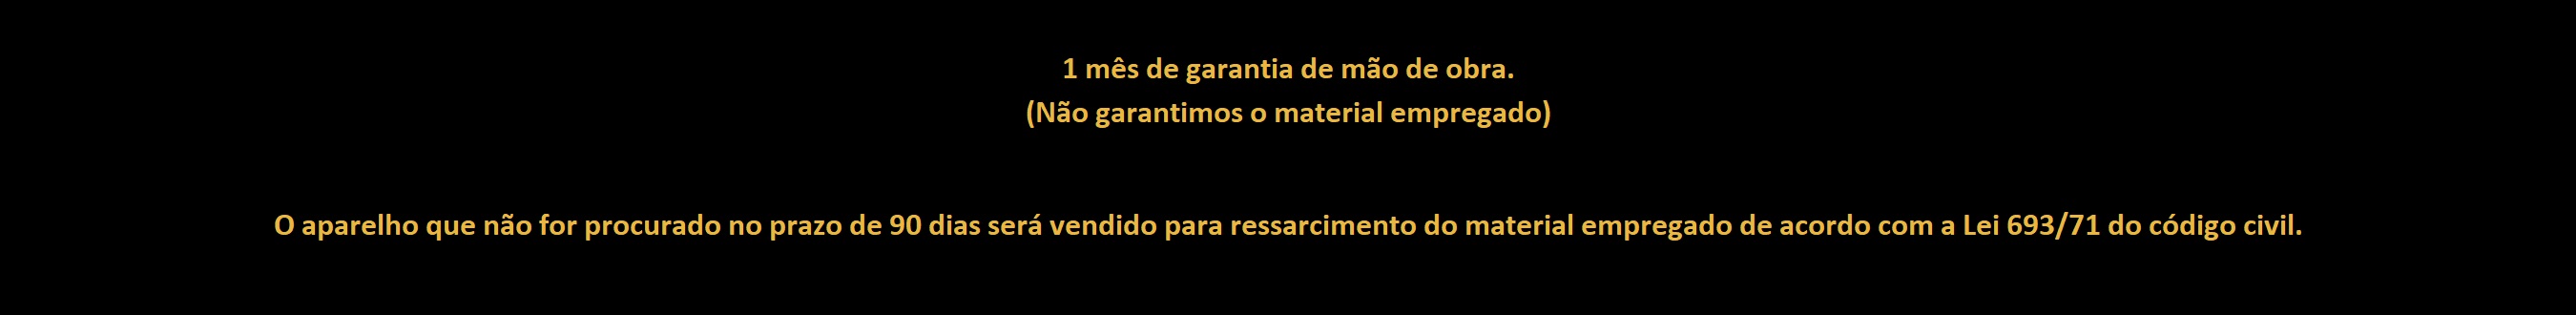 1 mês de garantia de mão de obra.
(Não garantimos o material empregado)
O aparelho que não for procurado no prazo de 90 dias será vendido para ressarcimento do material empregado de acordo com a Lei 693/71 do código civil.